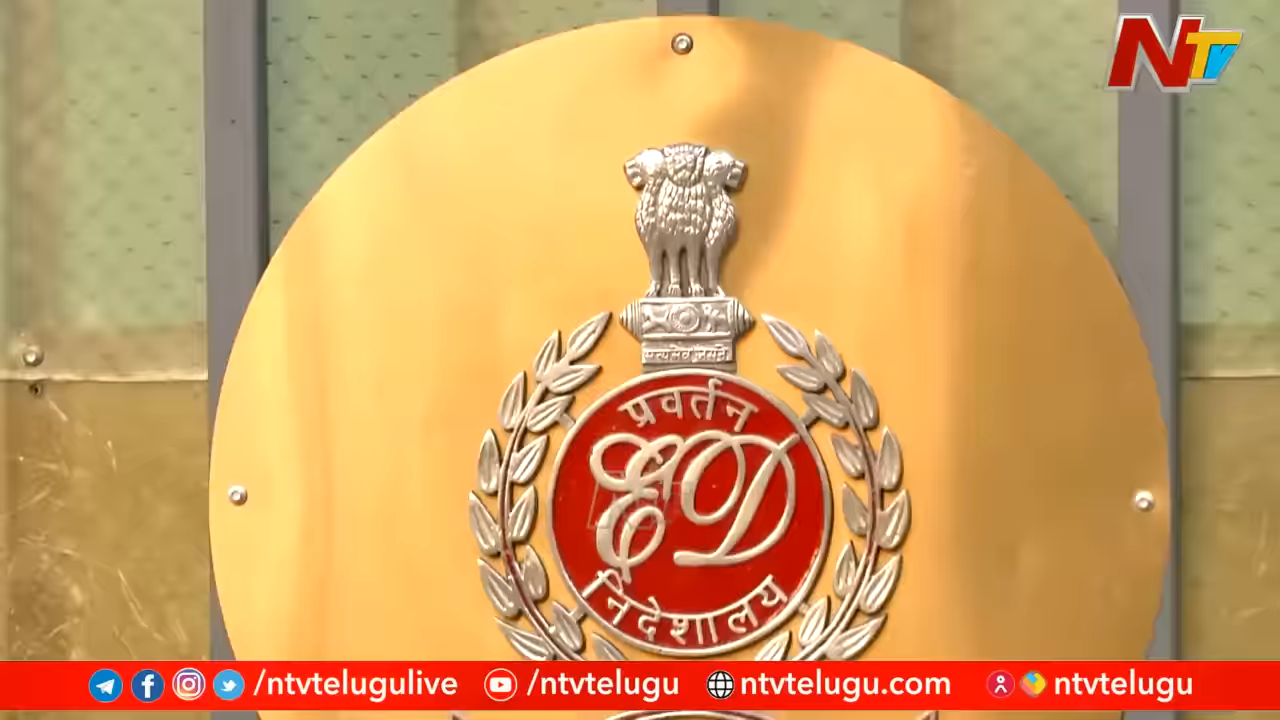 NTV
सत्यमेव जयते
प्रवर्तन
ED
निदेशालय
/ntvtelugulive
/ntvtelugu
ntvtelugu.com
ntvtelugu